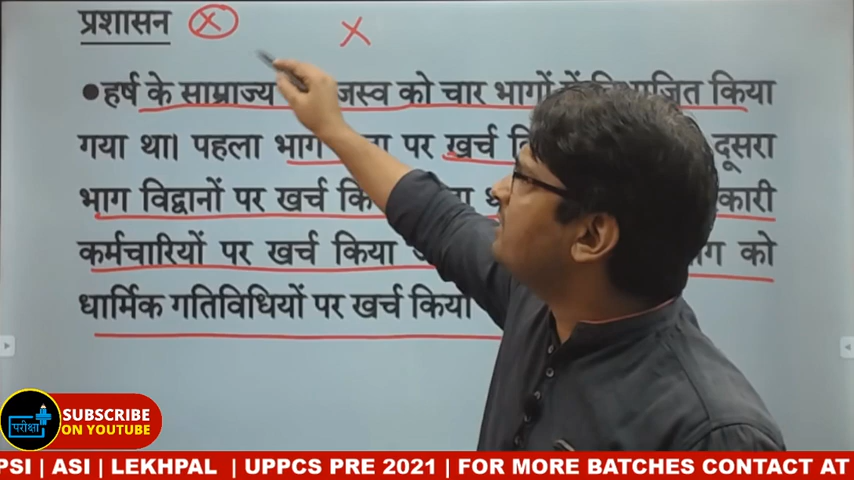 प्रशासन
●हर्ष के साम्राज्य जस्व को चार भागों किया
गया था। पहला भाग पर खर्च दूसरा
भाग विद्वानों पर खर्च
कर्मचारियों पर खर्च किया को
धार्मिक गतिविधियों पर खर्च किया
परीक्षा
SUBSCRIBE
ON YOUTUBE
PSI | ASI | LEKHPAL | UPPCS PRE 2021 | FOR MORE BATCHES CONTACT AT